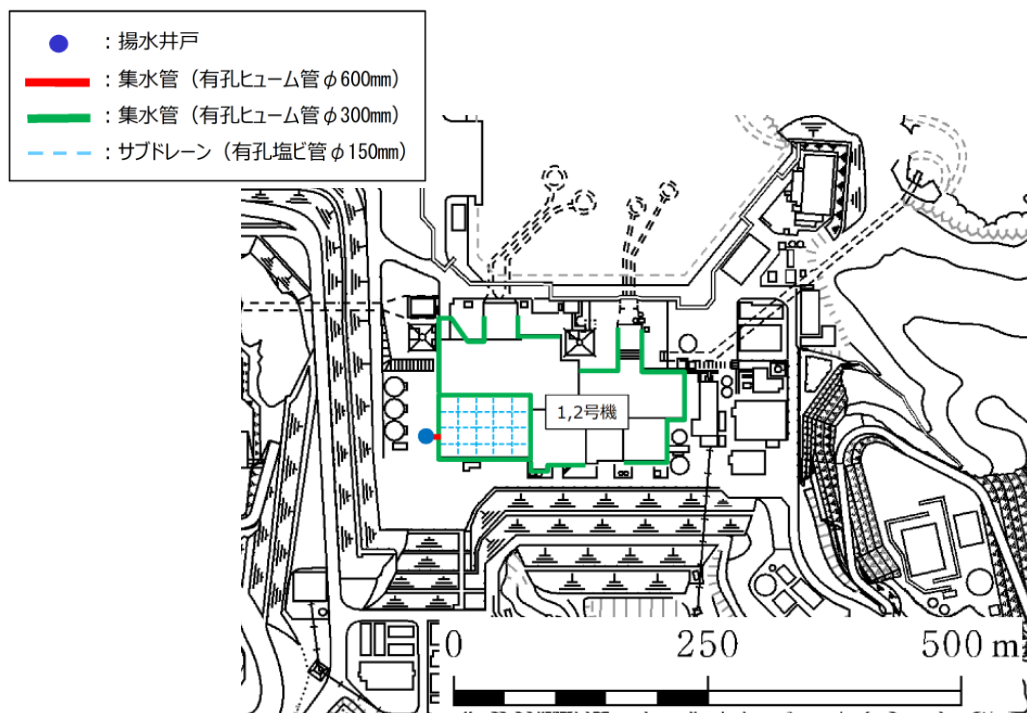 ：揚水井戸
：集水管（有孔ヒューム管φ600mm）
：集水管（有孔ヒューム管φ300mm）
：サブドレーン（有孔塩ビ管φ150mm）
1,2号機
0 250 500 m